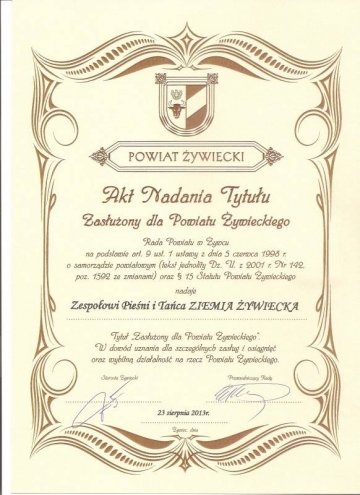 POWIAT ŻYWIECKI
Akt Nadania Tytułu
Zasłużony dla Powiatu Żywieckiego
Rada Powiatu w Żywcu
na podstawie art. 9 ust. 1 ustawy z dnia 5 czerwca 1998 r.
o samorządzie powiatowym (tekst jednolity Dz. U. z 2001 r. Nr 142,
poz. 1592 ze zmianami) oraz § 15 Statutu Powiatu Żywieckiego
nadaje
Zespołowi Pieśni i Tańca ZIEMIA ŻYWIECKA
Tytuł "Zasłużony dla Powiatu Żywieckiego".
W dowód uznania dla szczególnych zasług i osiągnięć
oraz wybitną działalność na rzecz Powiatu Żywieckiego.
Starosta Żywiecki Przewodniczący Rady
23 sierpnia 2013r.
Żywiec, dnia